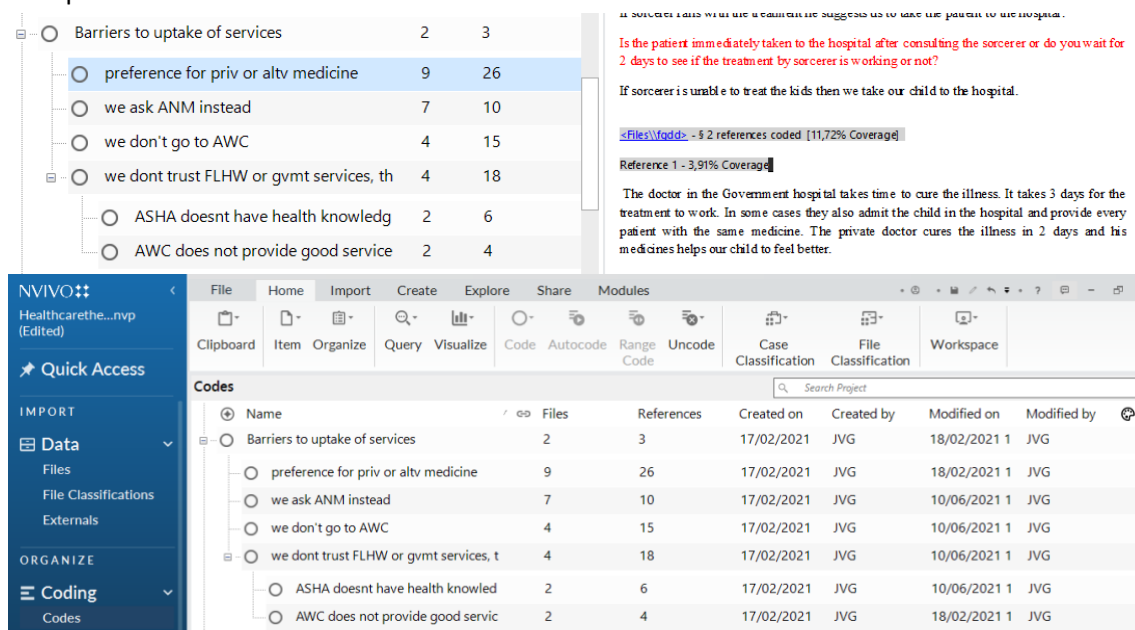 Barriers to uptake of services 2 3
preference for priv or altv medicine 9 26
we ask ANM instead 7 10
we don't go to AWC 4 15
we dont trust FLHW or gvmt services, th 4 18
ASHA doesnt have health knowledg 2 6
AWC does not provide good service 2 4
If sorcerer fails with the treatment he suggests us to take the patient to the hospital.
Is the patient immediately taken to the hospital after consulting the sorcerer or do you wait for
2 days to see if the treatment by sorcerer is working or not?
If sorcerer is unable to treat the kids then we take our child to the hospital.
<Files\\fgdd> - § 2 references coded [11,72% Coverage]
Reference 1 - 3,91% Coverage
The doctor in the Government hospital takes time to cure the illness. It takes 3 days for the
treatment to work. In some cases they also admit the child in the hospital and provide every
patient with the same medicine. The private doctor cures the illness in 2 days and his
medicines helps our child to feel better.
NVIVO
Healthcarethe...nvp
(Edited)
Quick Access
IMPORT
Data
Files
File Classifications
Externals
ORGANIZE
Coding
Codes
File Home Import Create Explore Share Modules
Clipboard Item Organize Query Visualize Code Autocode Range Code Uncode Case Classification File Classification Workspace
Codes
Search Project
Name Files References Created on Created by Modified on Modified by
Barriers to uptake of services 2 3 17/02/2021 JVG 18/02/2021 1 JVG
preference for priv or altv medicine 9 26 17/02/2021 JVG 18/02/2021 1 JVG
we ask ANM instead 7 10 17/02/2021 JVG 10/06/2021 1 JVG
we don't go to AWC 4 15 17/02/2021 JVG 10/06/2021 1 JVG
we dont trust FLHW or gvmt services, t 4 18 17/02/2021 JVG 10/06/2021 1 JVG
ASHA doesnt have health knowled 2 6 17/02/2021 JVG 10/06/2021 1 JVG
AWC does not provide good servic 2 4 17/02/2021 JVG 18/02/2021 1 JVG